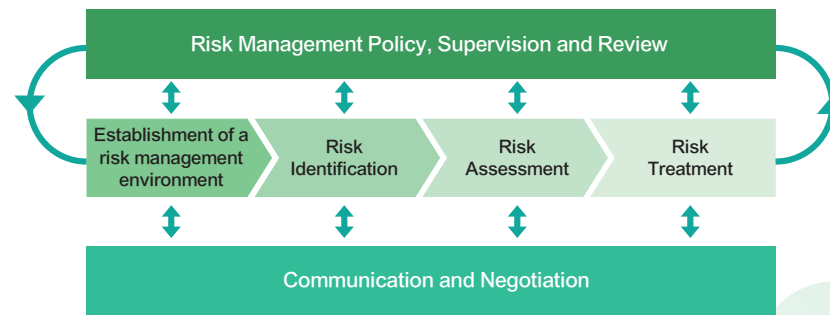 Risk Management Policy, Supervision and Review
Establishment of a
risk management
environment
Risk
Identification
Risk
Assessment
Risk
Treatment
Communication and Negotiation